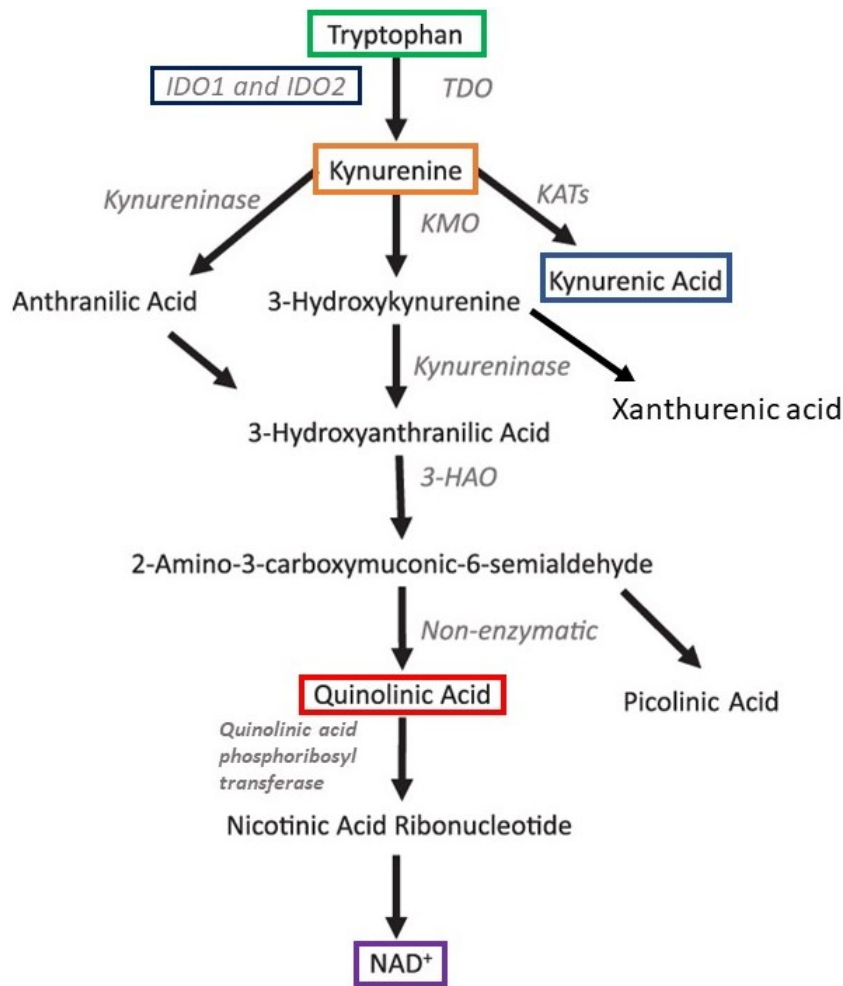 Tryptophan
IDO1 and IDO2
TDO
Kynurenine
Kynureninase
KMO
KATs
Kynurenic Acid
Anthranilic Acid
3-Hydroxykynurenine
Kynureninase
Xanthurenic acid
3-Hydroxyanthranilic Acid
3-HAO
2-Amino-3-carboxymuconic-6-semialdehyde
Non-enzymatic
Quinolinic Acid
Picolinic Acid
Quinolinic acid
phosphoribosyl
transferase
Nicotinic Acid Ribonucleotide
NAD⁺